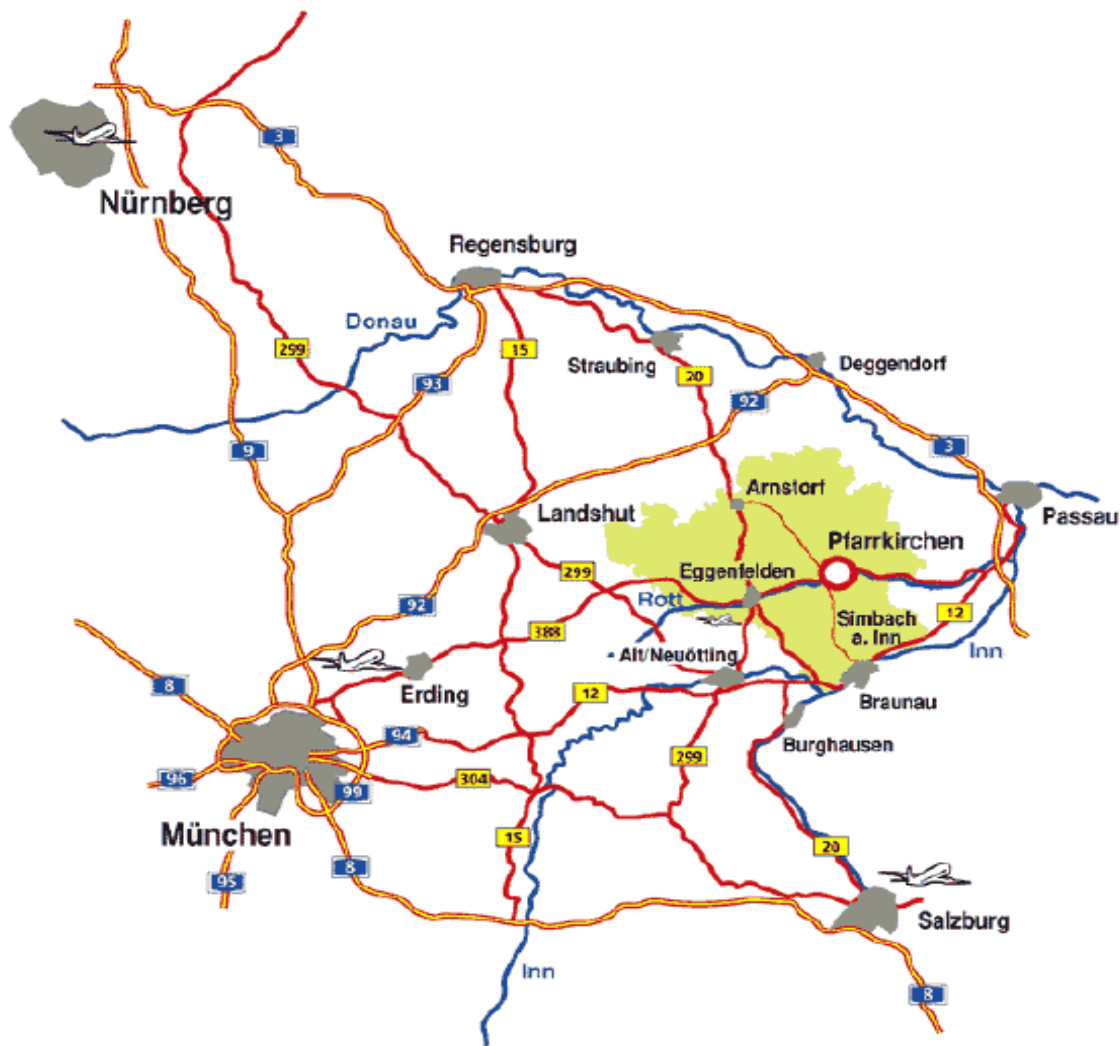 3
Nürnberg
Regensburg
Donau
299
15
Straubing
20
Deggendorf
93
92
9
3
Arnstorf
Landshut
Passau
Pfarrkirchen
299
Eggenfelden
92
Rott
388
Simbach
a. Inn
12
Inn
Alt/Neuötting
8
Erding
12
Braunau
94
Burghausen
299
96
304
99
München
15
20
8
95
Salzburg
Inn
8